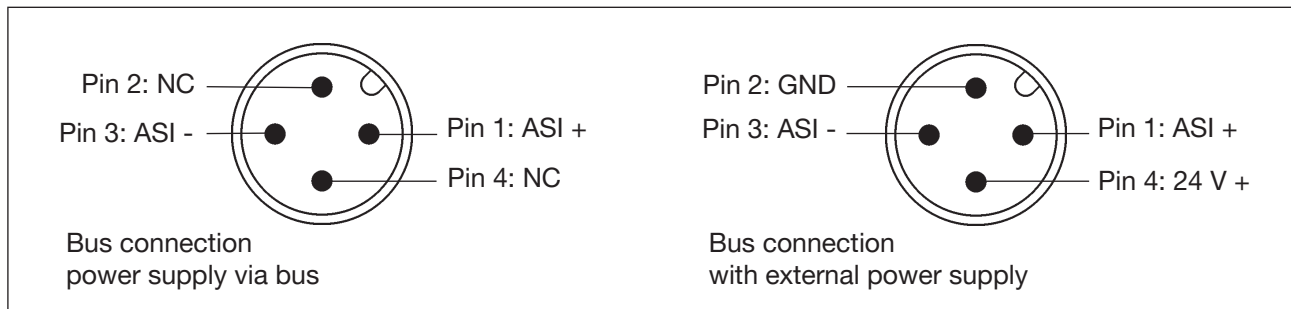 Pin 2: NC
Pin 3: ASI -
Pin 1: ASI +
Pin 4: NC
Bus connection
power supply via bus
Pin 2: GND
Pin 3: ASI -
Pin 1: ASI +
Pin 4: 24 V +
Bus connection
with external power supply